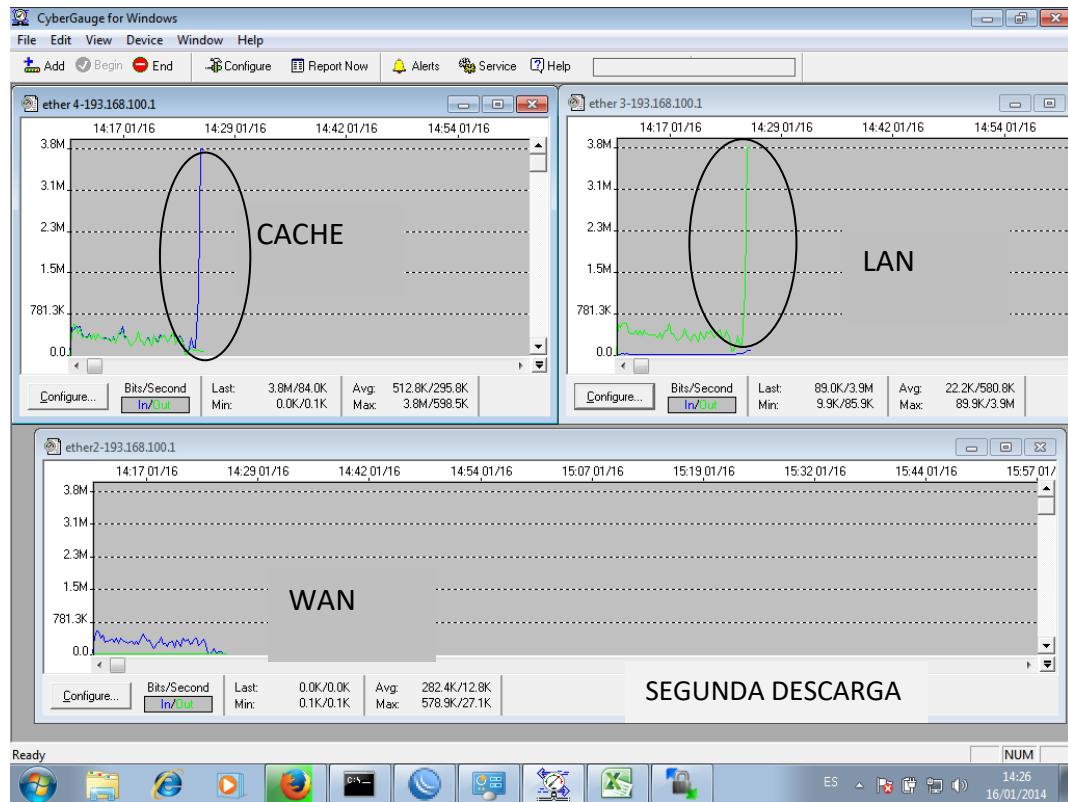 CyberGauge for Windows
File Edit View Device Window Help
Add Begin End Configure Report Now Alerts Service Help
ether 4-193.168.100.1
14:17 01/16 14:29 01/16 14:42 01/16 14:54 01/16
3.8M
3.1M
2.3M
1.5M
781.3K
0.0
CACHE
Configure...
Bits/Second
In/Out
Last: 3.8M/84.0K Avg: 512.8K/295.8K
Min: 0.0K/0.1K Max: 3.8M/598.5K
ether 3-193.168.100.1
14:17 01/16 14:29 01/16 14:42 01/16 14:54 01/16
3.8M
3.1M
2.3M
1.5M
781.3K
0.0
LAN
Configure...
Bits/Second
In/Out
Last: 89.0K/3.9M Avg: 22.2K/580.8K
Min: 9.9K/85.9K Max: 89.9K/3.9M
ether2-193.168.100.1
14:17 01/16 14:29 01/16 14:42 01/16 14:54 01/16 15:07 01/16 15:19 01/16 15:32 01/16 15:44 01/16 15:57 01/
3.8M
3.1M
2.3M
1.5M
781.3K
0.0
WAN
Configure...
Bits/Second
In/Out
Last: 0.0K/0.0K Avg: 282.4K/12.8K
Min: 0.1K/0.1K Max: 578.9K/27.1K
SEGUNDA DESCARGA
Ready
NUM
ES
14:26
16/01/2014